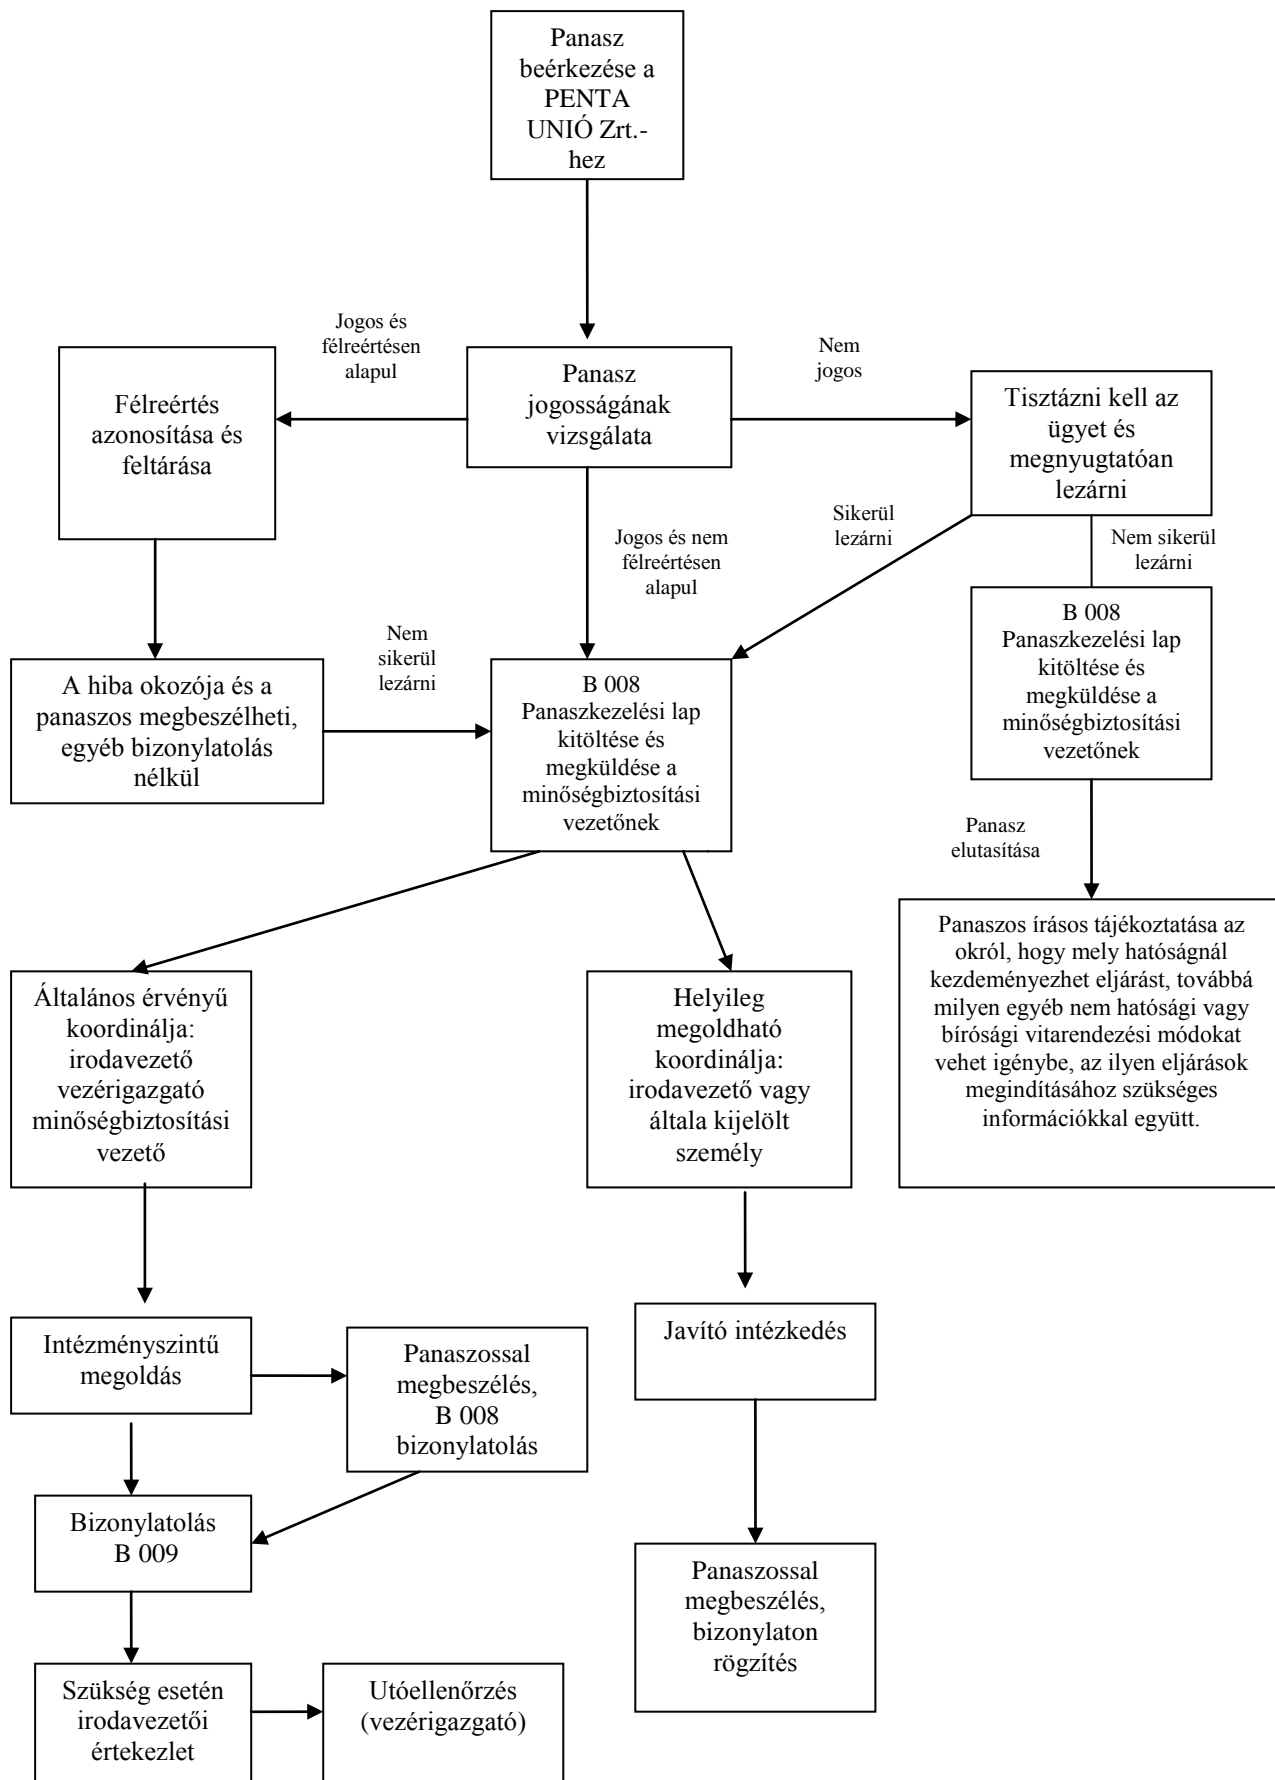 Panasz
beérkezése a
PENTA
UNIÓ Zrt.-
hez
Jogos és
félreértésen
alapul
Nem
jogos
Félreértés
azonosítása és
feltárása
Panasz
jogosságának
vizsgálata
Tisztázni kell az
ügyet és
megnyugtatóan
lezárni
Jogos és nem
félreértésen
alapul
Sikerül
lezárni
Nem sikerül
lezárni
A hiba okozója és a
panaszos megbeszélheti,
egyéb bizonylatolás
nélkül
Nem
sikerül
lezárni
B 008
Panaszkezelési lap
kitöltése és
megküldése a
minőségbiztosítási
vezetőnek
B 008
Panaszkezelési lap
kitöltése és
megküldése a
minőségbiztosítási
vezetőnek
Panasz
elutasítása
Általános érvényű
koordinálja:
irodavezető
vezérigazgató
minőségbiztosítási
vezető
Helyileg
megoldható
koordinálja:
irodavezető vagy
általa kijelölt
személy
Panaszos írásos tájékoztatása az
okról, hogy mely hatóságnál
kezdeményezhet eljárást, továbbá
milyen egyéb nem hatósági vagy
bírósági vitarendezési módokat
vehet igénybe, az ilyen eljárások
megindításához szükséges
információkkal együtt.
Intézményszintű
megoldás
Panaszossal
megbeszélés,
B 008
bizonylatolás
Javító intézkedés
Bizonylatolás
B 009
Panaszossal
megbeszélés,
bizonylaton
rögzítés
Szükség esetén
irodavezetői
értekezlet
Utóellenőrzés
(vezérigazgató)